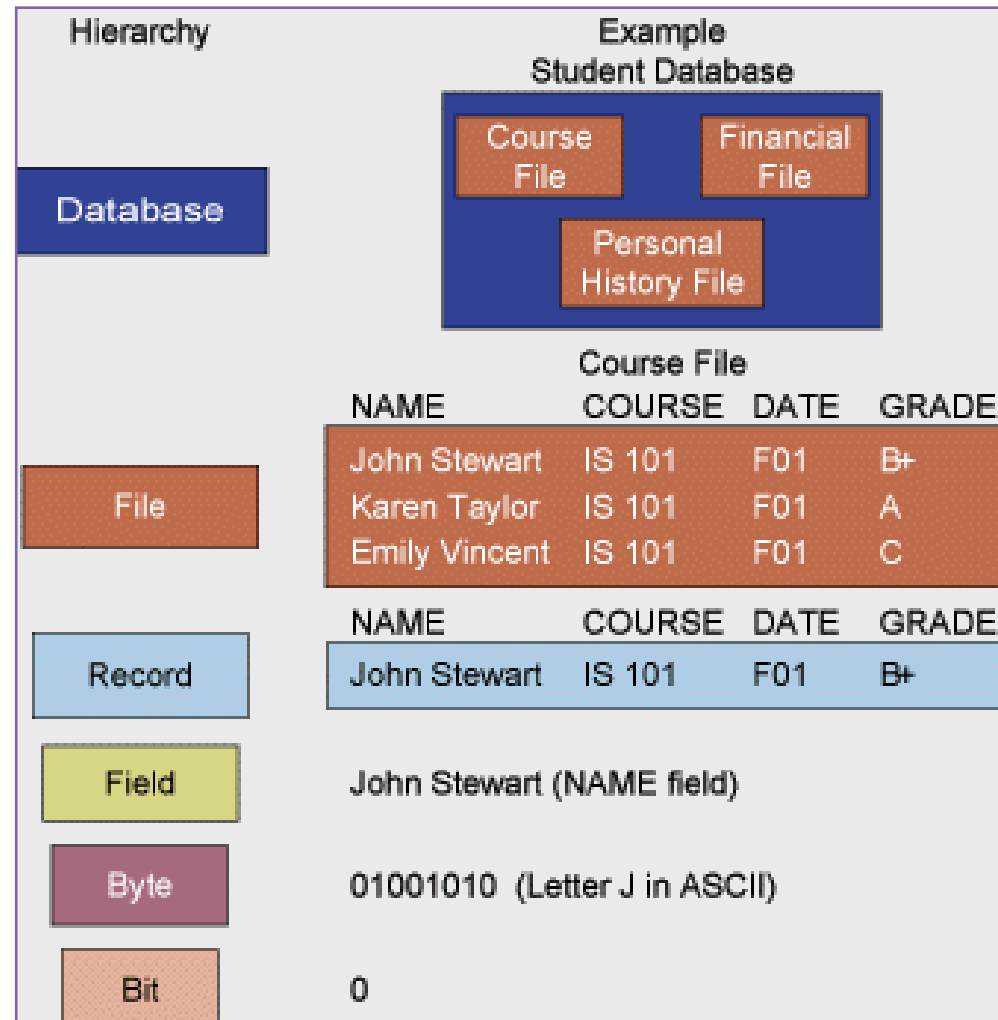 Hierarchy
Example
Student Database
Database
Course
File
Financial
File
Personal
History File
Course File
NAME COURSE DATE GRADE
File
John Stewart IS 101 F01 B+
Karen Taylor IS 101 F01 A
Emily Vincent IS 101 F01 C
NAME COURSE DATE GRADE
Record
John Stewart IS 101 F01 B+
Field
John Stewart (NAME field)
Byte
01001010 (Letter J in ASCII)
Bit
0